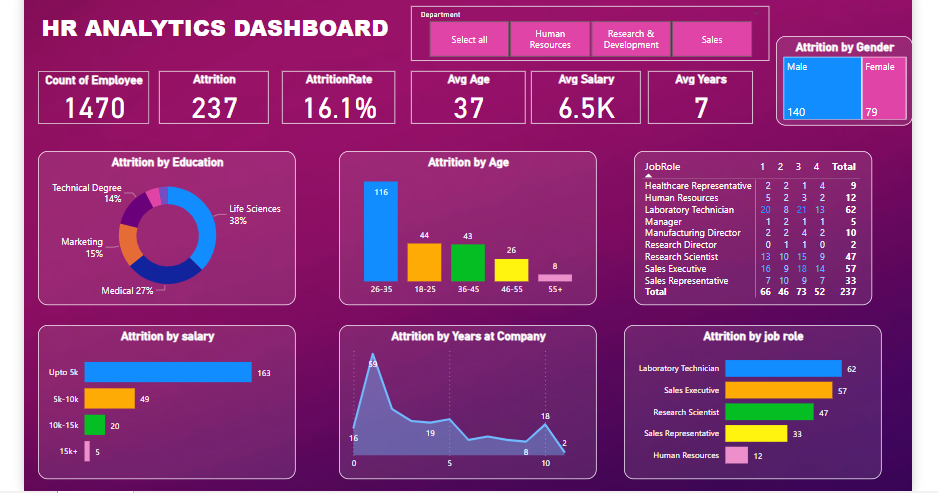 HR ANALYTICS DASHBOARD
Department
Select all
Human
Resources
Research &
Development
Sales
Attrition by Gender
Male
Female
140
79
Count of Employee
1470
Attrition
237
AttritionRate
16.1%
Avg Age
37
Avg Salary
6.5K
Avg Years
7
Attrition by Education
Technical Degree
14%
Life Sciences
38%
Marketing
15%
Medical 27%
Attrition by Age
116
44
43
26
8
26-35 18-25 36-45 46-55 55+
JobRole 1 2 3 4 Total
Healthcare Representative 2 2 1 4 9
Human Resources 5 2 3 2 12
Laboratory Technician 20 8 21 13 62
Manager 1 2 1 1 5
Manufacturing Director 2 2 4 2 10
Research Director 0 1 1 0 2
Research Scientist 13 10 15 9 47
Sales Executive 16 9 18 14 57
Sales Representative 7 10 9 7 33
Total 66 46 73 52 237
Attrition by salary
Upto 5k 163
5k-10k 49
10k-15k 20
15k+ 5
Attrition by Years at Company
59
16
19
18
8
2
0 5 10
Attrition by job role
Laboratory Technician 62
Sales Executive 57
Research Scientist 47
Sales Representative 33
Human Resources 12